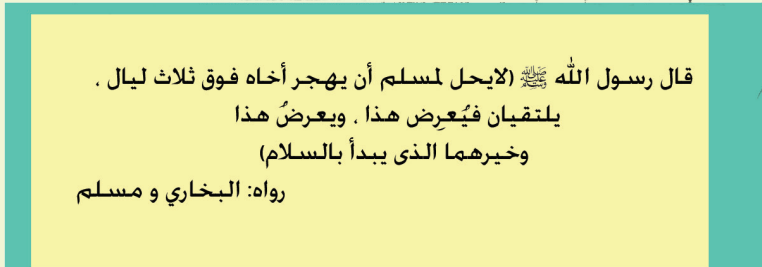 قال رسول الله ﷺ (لايحل لمسلم أن يهجر أخاه فوق ثلاث ليال ،
يلتقيان فيُعرِض هذا ، ويعرضُ هذا
وخيرهما الذى يبدأ بالسلام)
رواه: البخاري و مسلم